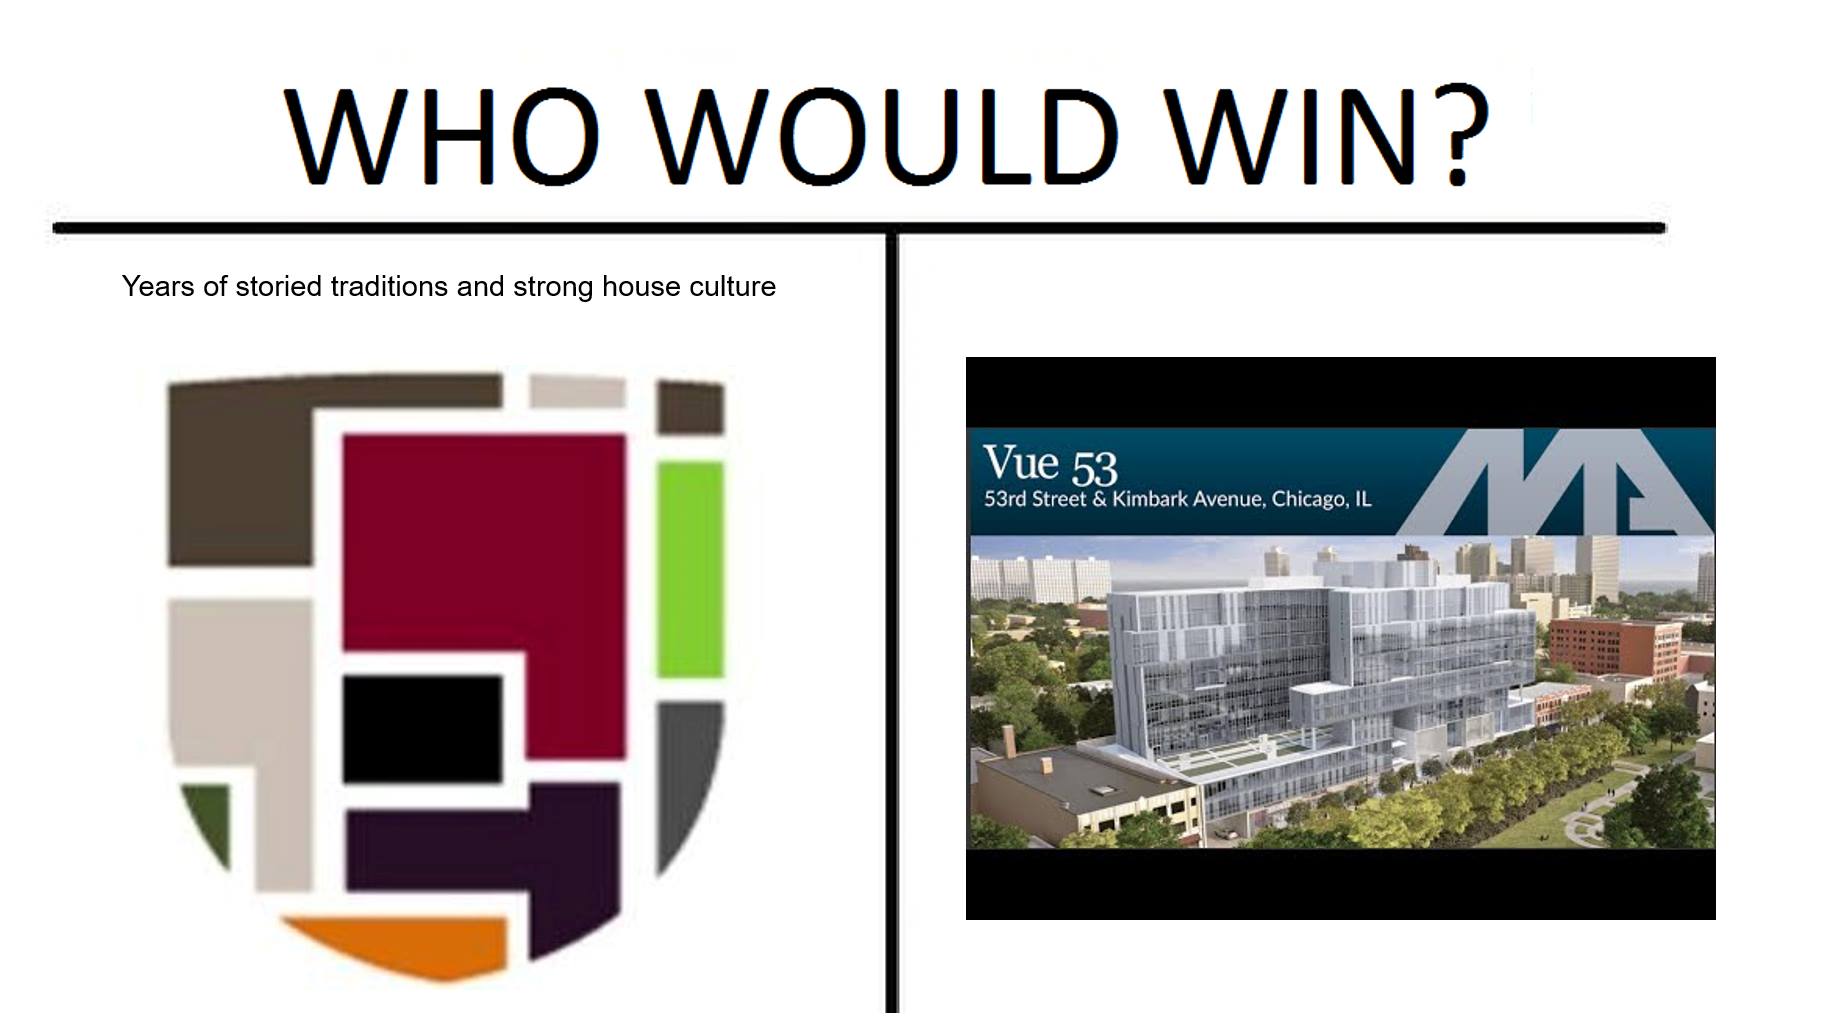 WHO WOULD WIN?
Years of storied traditions and strong house culture
Vue 53
53rd Street & Kimbark Avenue, Chicago, IL